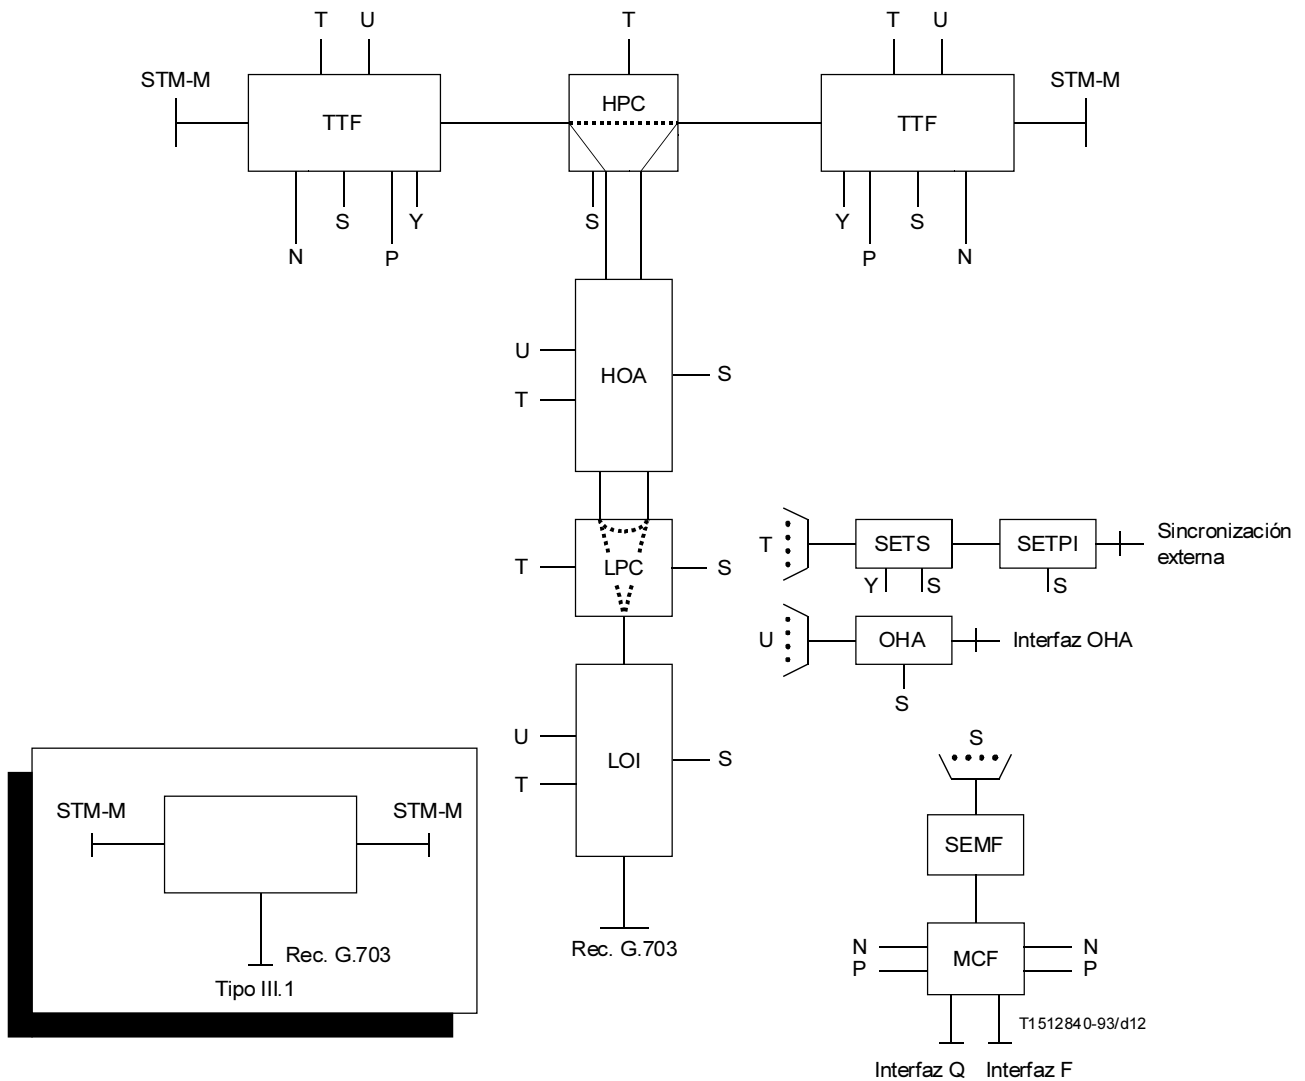 T U
T
T U
STM-M
STM-M
HPC
TTF
TTF
S
Y
S
Y
S
N
P
P
N
U
HOA
S
T
T
SETS
SETPI
Sincronización
externa
Y
S
S
T
LPC
S
U
OHA
Interfaz OHA
S
U
LOI
S
T
S
SEMF
STM-M
STM-M
Rec. G.703
Tipo III.1
Rec. G.703
N
MCF
N
P
P
T1512840-93/d12
Interfaz Q
Interfaz F